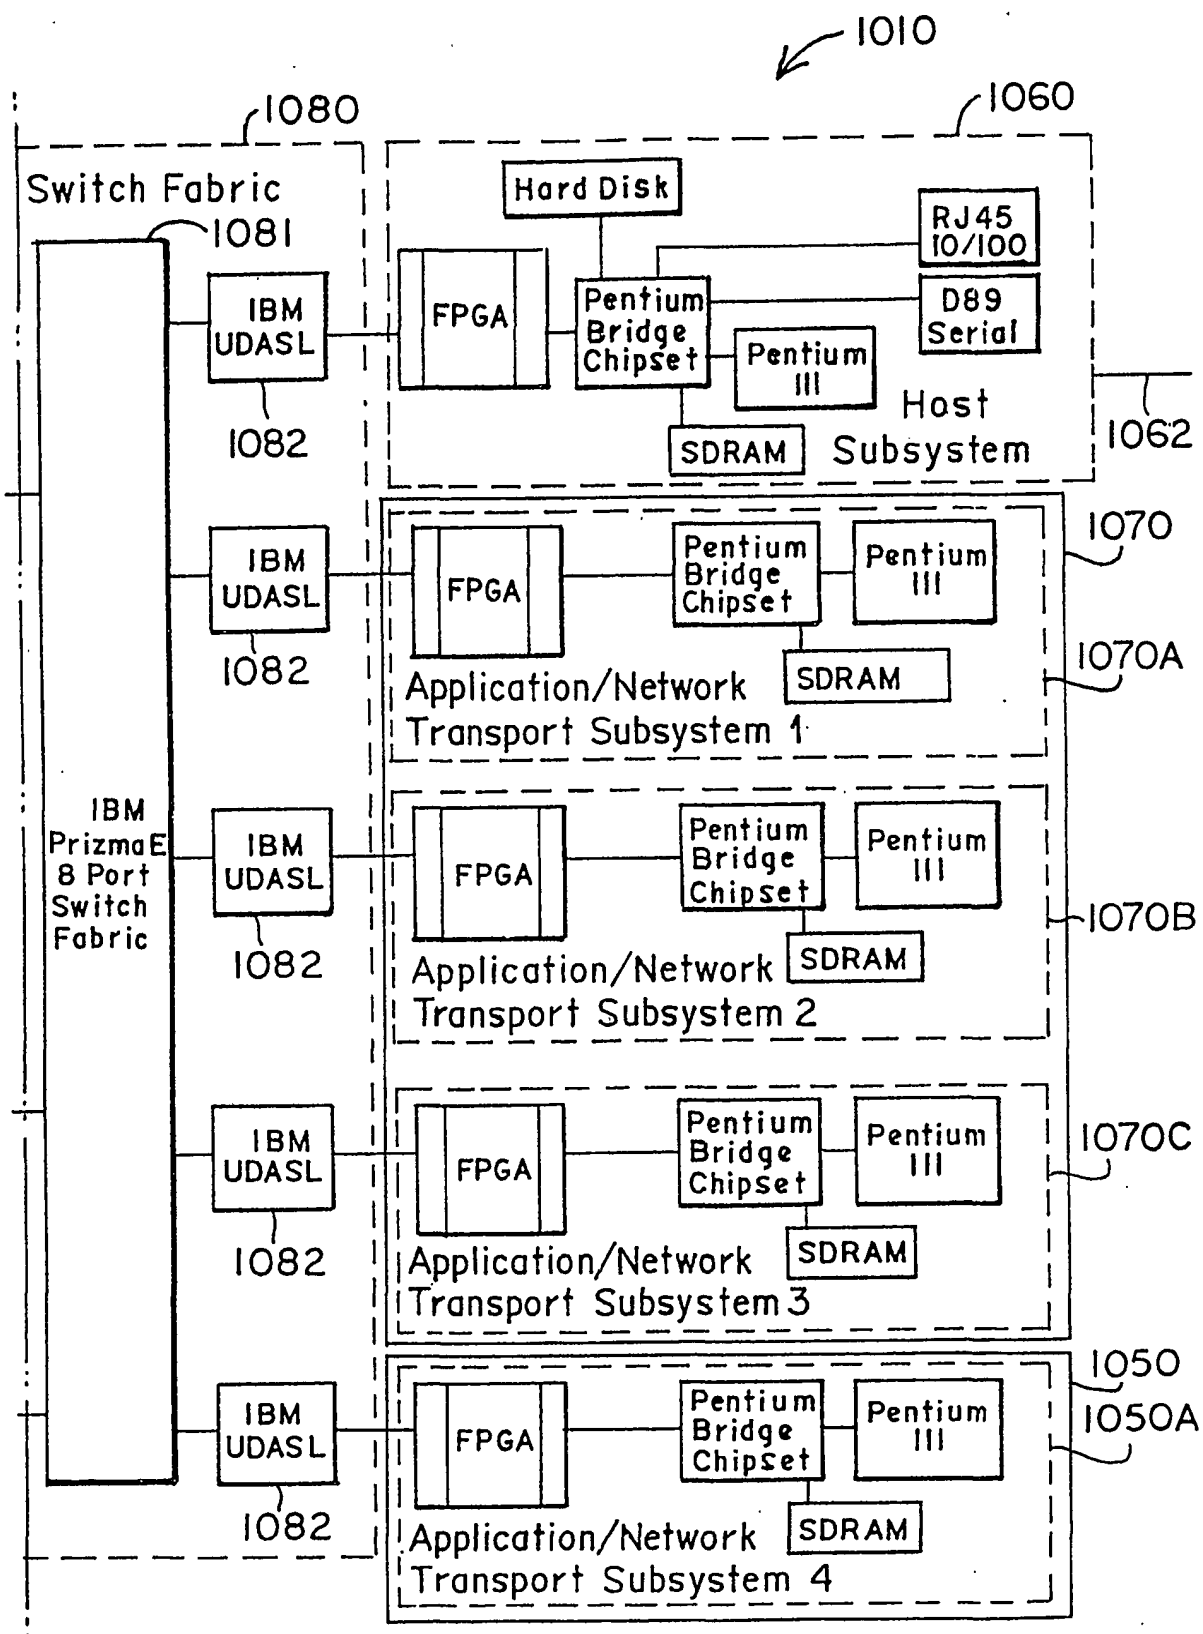 1010
1080
1060
Switch Fabric
1081
Hard Disk
RJ45
10/100
IBM
UDASL
FPGA
Pentium
Bridge
Chipset
D89
Serial
Pentium
III
1082
SDRAM
Host
Subsystem
1062
IBM
UDASL
FPGA
Pentium
Bridge
Chipset
Pentium
III
1070
1082
SDRAM
1070A
Application/Network
Transport Subsystem 1
IBM
PrizmaE
8 Port
Switch
Fabric
IBM
UDASL
FPGA
Pentium
Bridge
Chipset
Pentium
III
1070B
1082
SDRAM
Application/Network
Transport Subsystem 2
IBM
UDASL
FPGA
Pentium
Bridge
Chipset
Pentium
III
1070C
1082
SDRAM
Application/Network
Transport Subsystem 3
IBM
UDASL
FPGA
Pentium
Bridge
Chipset
Pentium
III
1050
1050A
1082
SDRAM
Application/Network
Transport Subsystem 4